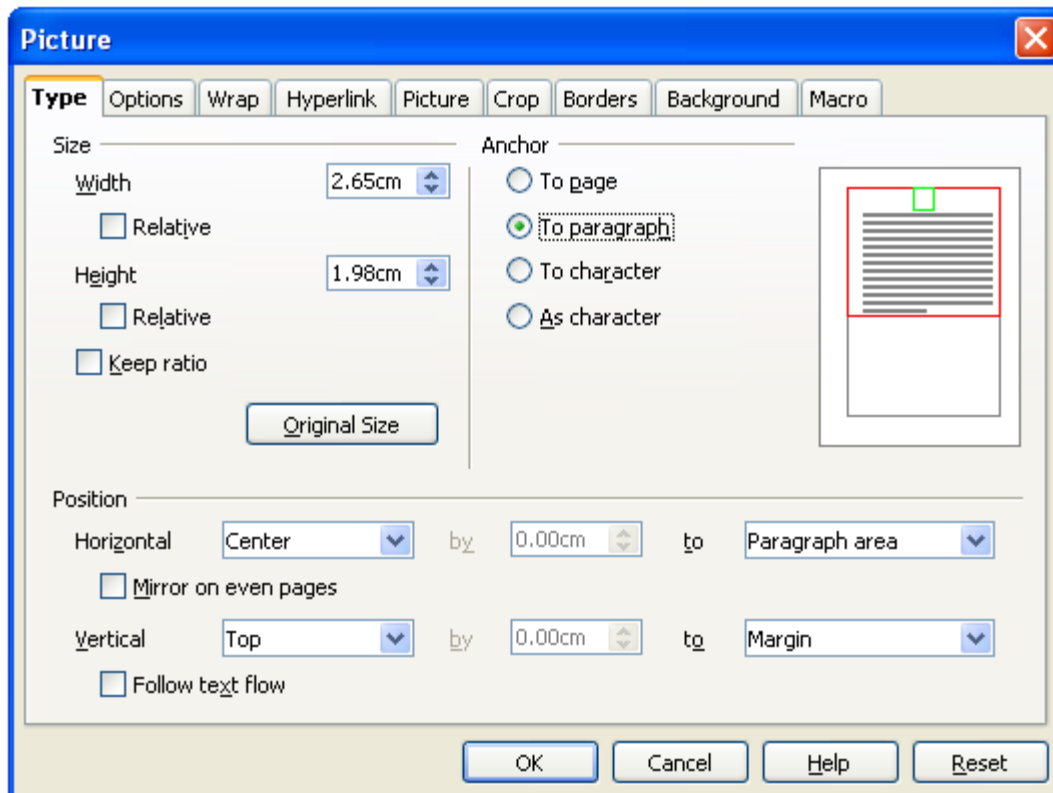 Picture
Type Options Wrap Hyperlink Picture Crop Borders Background Macro
Size Anchor
Width 2.65cm To page
Relative To paragraph
Height 1.98cm To character
Relative As character
Keep ratio
Original Size
Position
Horizontal Center by 0.00cm to Paragraph area
Mirror on even pages
Vertical Top by 0.00cm to Margin
Follow text flow
OK Cancel Help Reset